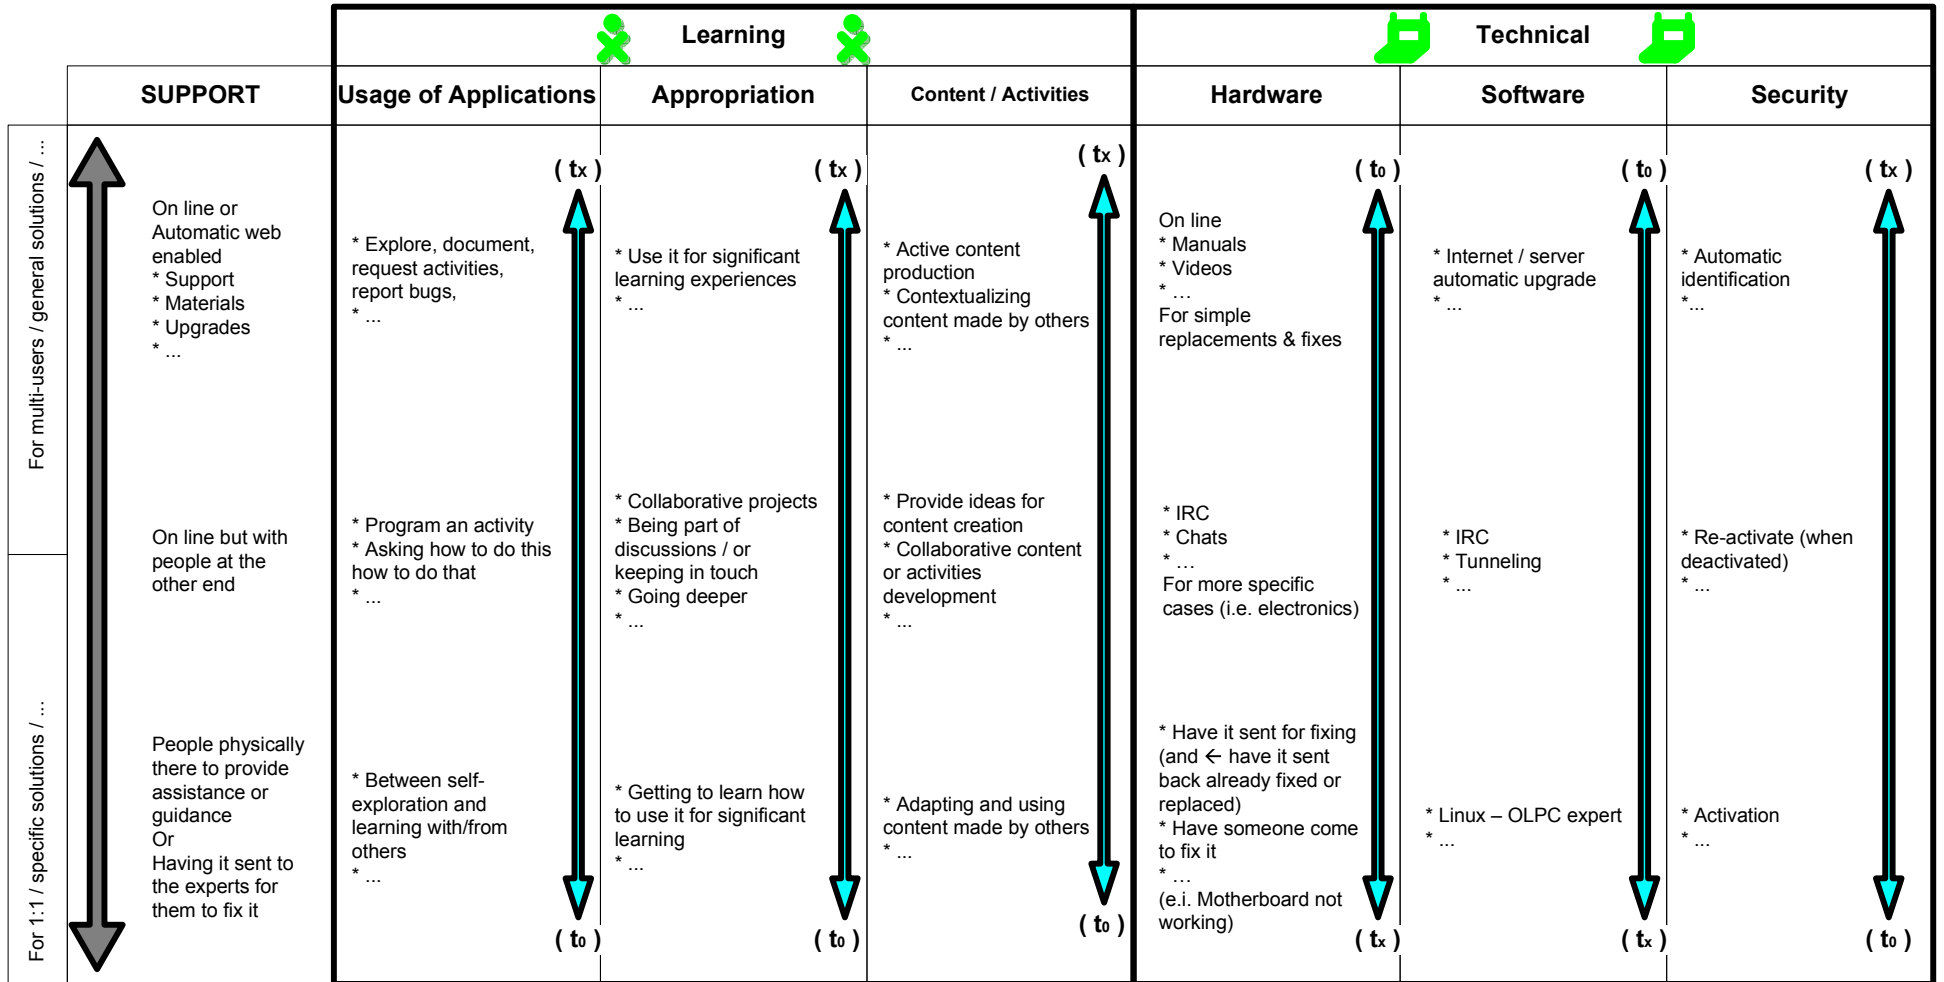 Learning
Technical
SUPPORT
Usage of Applications
Appropriation
Content / Activities
Hardware
Software
Security
For multi-users / general solutions / ...
For 1:1 / specific solutions / ...
On line or
Automatic web
enabled
* Support
* Materials
* Upgrades
* ...
( tx )
* Explore, document,
request activities,
report bugs,
* ...
( tx )
* Use it for significant
learning experiences
* ...
( tx )
* Active content
production
* Contextualizing
content made by others
* ...
( t0 )
On line
* Manuals
* Videos
* …
For simple
replacements & fixes
( t0 )
* Internet / server
automatic upgrade
* ...
( tx )
* Automatic
identification
*...
On line but with
people at the
other end
* Program an activity
* Asking how to do this
how to do that
* ...
* Collaborative projects
* Being part of
discussions / or
keeping in touch
* Going deeper
* ...
* Provide ideas for
content creation
* Collaborative content
or activities
development
* ...
* IRC
* Chats
* …
For more specific
cases (i.e. electronics)
* IRC
* Tunneling
* ...
* Re-activate (when
deactivated)
* ...
People physically
there to provide
assistance or
guidance
Or
Having it sent to
the experts for
them to fix it
* Between self-
exploration and
learning with/from
others
* ...
( t0 )
* Getting to learn how
to use it for significant
learning
* ...
( t0 )
* Adapting and using
content made by others
* ...
( t0 )
* Have it sent for fixing
(and ← have it sent
back already fixed or
replaced)
* Have someone come
to fix it
* …
(e.i. Motherboard not
working)
( tx )
* Linux – OLPC expert
* ...
( tx )
* Activation
* ...
( t0 )